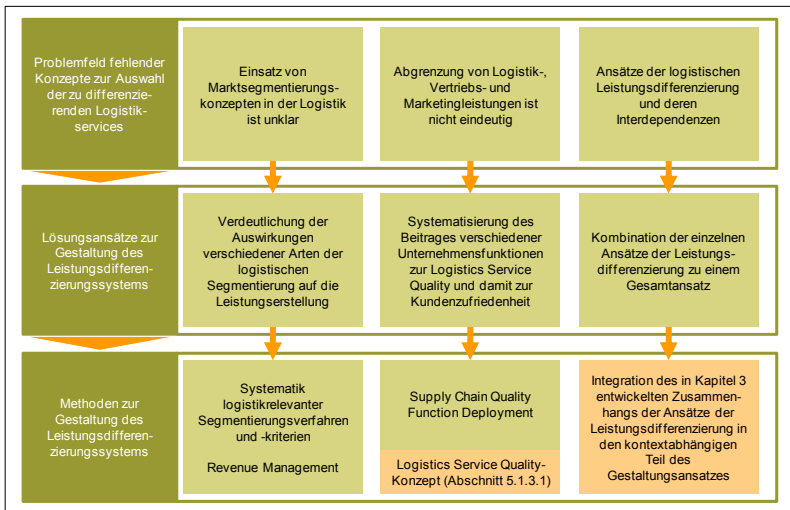 Problemfeld fehlender
Konzepte zur Auswahl
der zu differenzie-
renden Logistik-
services
Einsatz von
Marktsegmentierungs-
konzepten in der Logistik
ist unklar
Abgrenzung von Logistik-,
Vertriebs- und
Marketingleistungen ist
nicht eindeutig
Ansätze der logistischen
Leistungsdifferenzierung
und deren
Interdependenzen
Lösungsansätze zur
Gestaltung des
Leistungsdifferen-
zierungssystems
Verdeutlichung der
Auswirkungen
verschiedener Arten der
logistischen
Segmentierung auf die
Leistungserstellung
Systematisierung des
Beitrages verschiedener
Unternehmensfunktionen
zur Logistics Service
Quality und damit zur
Kundenzufriedenheit
Kombination der einzelnen
Ansätze der Leistungs-
differenzierung zu einem
Gesamtansatz
Methoden zur
Gestaltung des
Leistungsdifferen-
zierungssystems
Systematik
logistikrelevanter
Segmentierungsverfahren
und -kriterien
Revenue Management
Supply Chain Quality
Function Deployment
Logistics Service Quality-
Konzept (Abschnitt 5.1.3.1)
Integration des in Kapitel 3
entwickelten Zusammen-
hangs der Ansätze der
Leistungsdifferenzierung in
den kontextabhängigen
Teil des
Gestaltungsansatzes